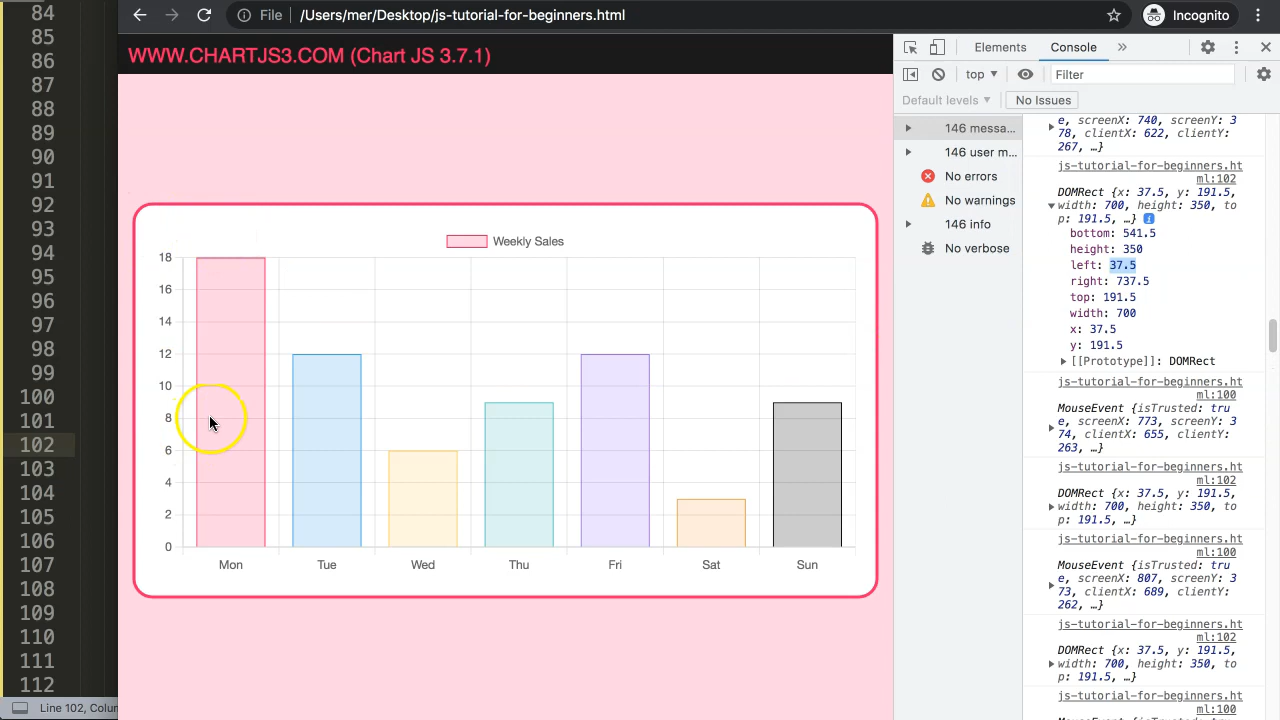 84
85
86
87
88
89
90
91
92
93
94
95
96
97
98
99
100
101
102
103
104
105
106
107
108
109
110
111
112
Line 102, Colum
File /Users/mer/Desktop/js-tutorial-for-beginners.html
Incognito
WWW.CHARTJS3.COM (Chart JS 3.7.1)
Weekly Sales
18
16
14
12
10
8
6
4
2
0
Mon Tue Wed Thu Fri Sat Sun
Elements Console »
top ▼ Filter
Default levels ▼ No Issues
146 messa...
146 user m...
No errors
No warnings
146 info
No verbose
e, screenX: 740, screenY: 3
78, clientX: 622, clientY:
267, …}
js-tutorial-for-beginners.ht
ml:102
DOMRect {x: 37.5, y: 191.5,
width: 700, height: 350, to
p: 191.5, …} i
bottom: 541.5
height: 350
left: 37.5
right: 737.5
top: 191.5
width: 700
x: 37.5
y: 191.5
[[Prototype]]: DOMRect
js-tutorial-for-beginners.ht
ml:100
MouseEvent {isTrusted: tru
e, screenX: 773, screenY: 3
74, clientX: 655, clientY:
263, …}
js-tutorial-for-beginners.ht
ml:102
DOMRect {x: 37.5, y: 191.5,
width: 700, height: 350, to
p: 191.5, …}
js-tutorial-for-beginners.ht
ml:100
MouseEvent {isTrusted: tru
e, screenX: 807, screenY: 3
73, clientX: 689, clientY:
262, …}
js-tutorial-for-beginners.ht
ml:102
DOMRect {x: 37.5, y: 191.5,
width: 700, height: 350, to
p: 191.5, …}
js-tutorial-for-beginners.ht
ml:100